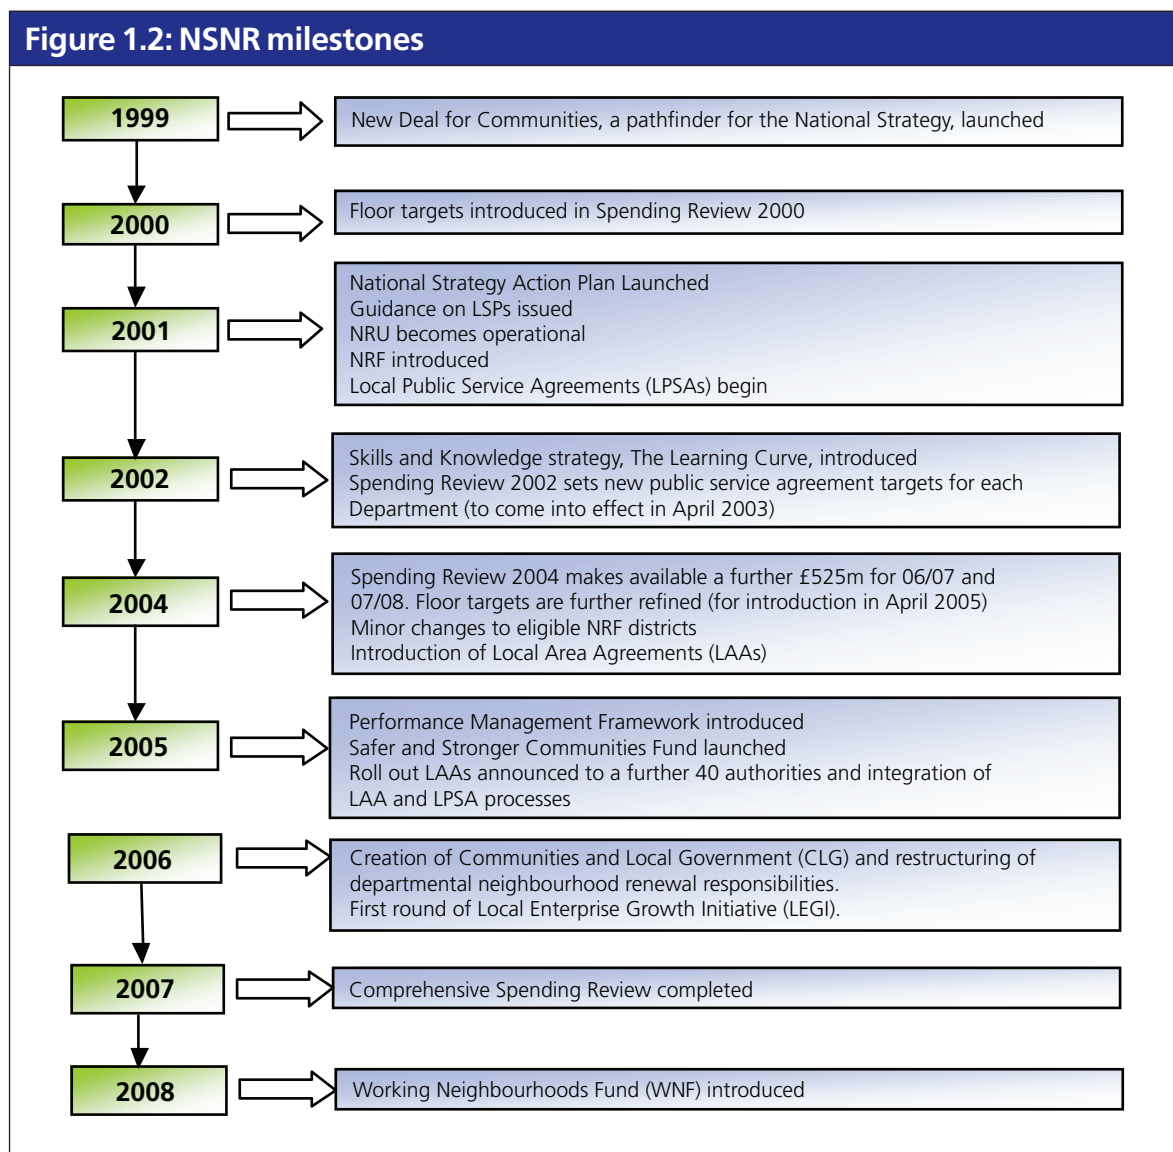 Figure 1.2: NSNR milestones
1999
New Deal for Communities, a pathfinder for the National Strategy, launched
2000
Floor targets introduced in Spending Review 2000
2001
National Strategy Action Plan Launched
Guidance on LSPs issued
NRU becomes operational
NRF introduced
Local Public Service Agreements (LPSAs) begin
2002
Skills and Knowledge strategy, The Learning Curve, introduced
Spending Review 2002 sets new public service agreement targets for each
Department (to come into effect in April 2003)
2004
Spending Review 2004 makes available a further £525m for 06/07 and
07/08. Floor targets are further refined (for introduction in April 2005)
Minor changes to eligible NRF districts
Introduction of Local Area Agreements (LAAs)
2005
Performance Management Framework introduced
Safer and Stronger Communities Fund launched
Roll out LAAs announced to a further 40 authorities and integration of
LAA and LPSA processes
2006
Creation of Communities and Local Government (CLG) and restructuring of
departmental neighbourhood renewal responsibilities.
First round of Local Enterprise Growth Initiative (LEGI).
2007
Comprehensive Spending Review completed
2008
Working Neighbourhoods Fund (WNF) introduced